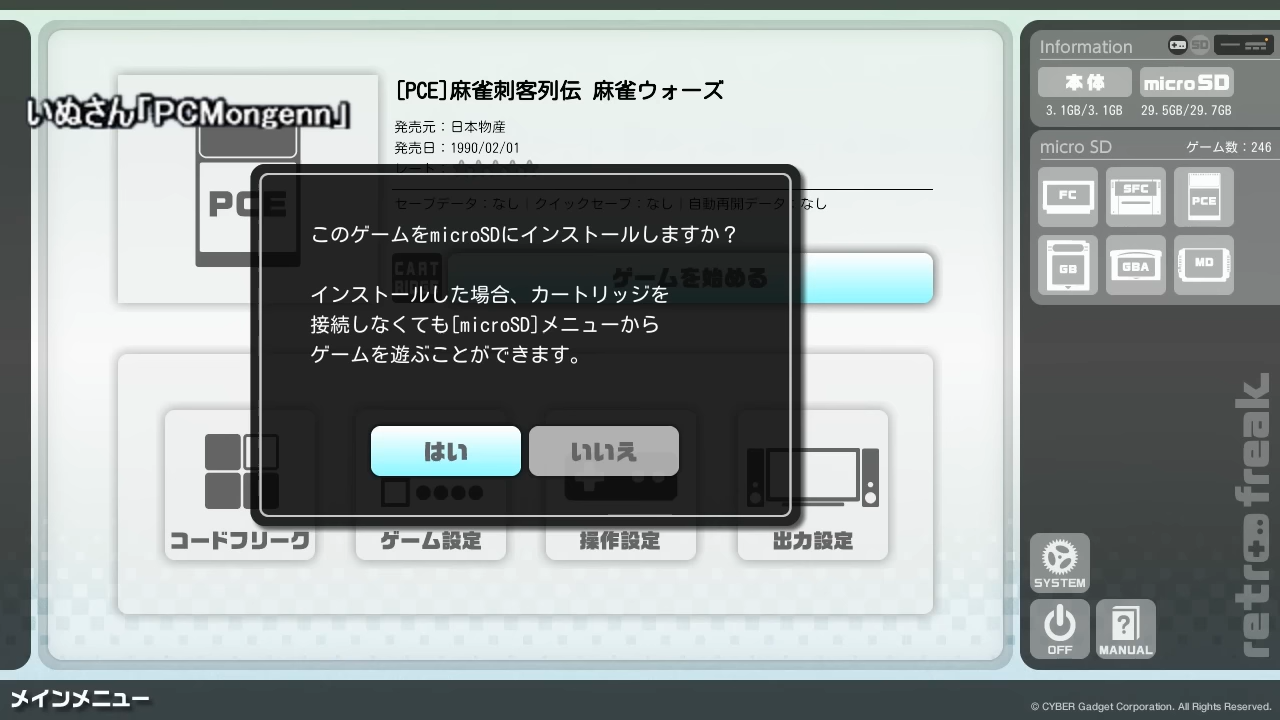 Information
SD
本体
microSD
3.1GB/3.1GB
29.5GB/29.7GB
micro SD
ゲーム数：246
FC
SFC
PCE
GB
GBA
MD
[PCE]麻雀刺客列伝 麻雀ウォーズ
いぬさん「PCMongenn」
発売元：日本物産
発売日：1990/02/01
レート：☆☆☆☆☆
PCE
セーブデータ：なし｜クイックセーブ：なし｜自動再開データ：なし
このゲームをmicroSDにインストールしますか？
ゲームを始める
インストールした場合、カートリッジを
接続しなくても[microSD]メニューから
ゲームを遊ぶことができます。
はい
いいえ
コードフリーク
ゲーム設定
操作設定
出力設定
SYSTEM
OFF
MANUAL
retro freak
メインメニュー
© CYBER Gadget Corporation. All Rights Reserved.